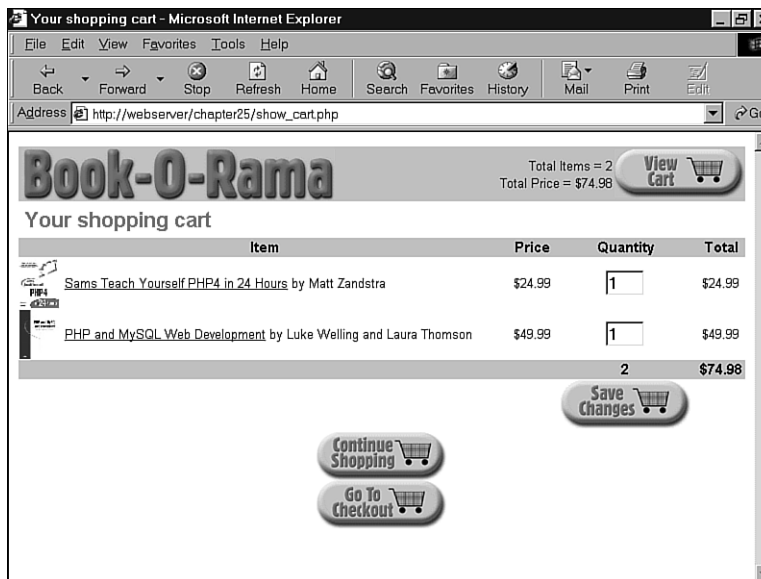 Your shopping cart - Microsoft Internet Explorer
File Edit View Favorites Tools Help
Back Forward Stop Refresh Home Search Favorites History Mail Print Edit
Address http://webserver/chapter25/show_cart.php Go
Book-O-Rama
Total Items = 2
Total Price = $74.98
View Cart
Your shopping cart
Item Price Quantity Total
PHP4
Sams Teach Yourself PHP4 in 24 Hours by Matt Zandstra $24.99 1 $24.99
PHP and MySQL Web Development by Luke Welling and Laura Thomson $49.99 1 $49.99
2 $74.98
Save
Changes
Continue
Shopping
Go To
Checkout